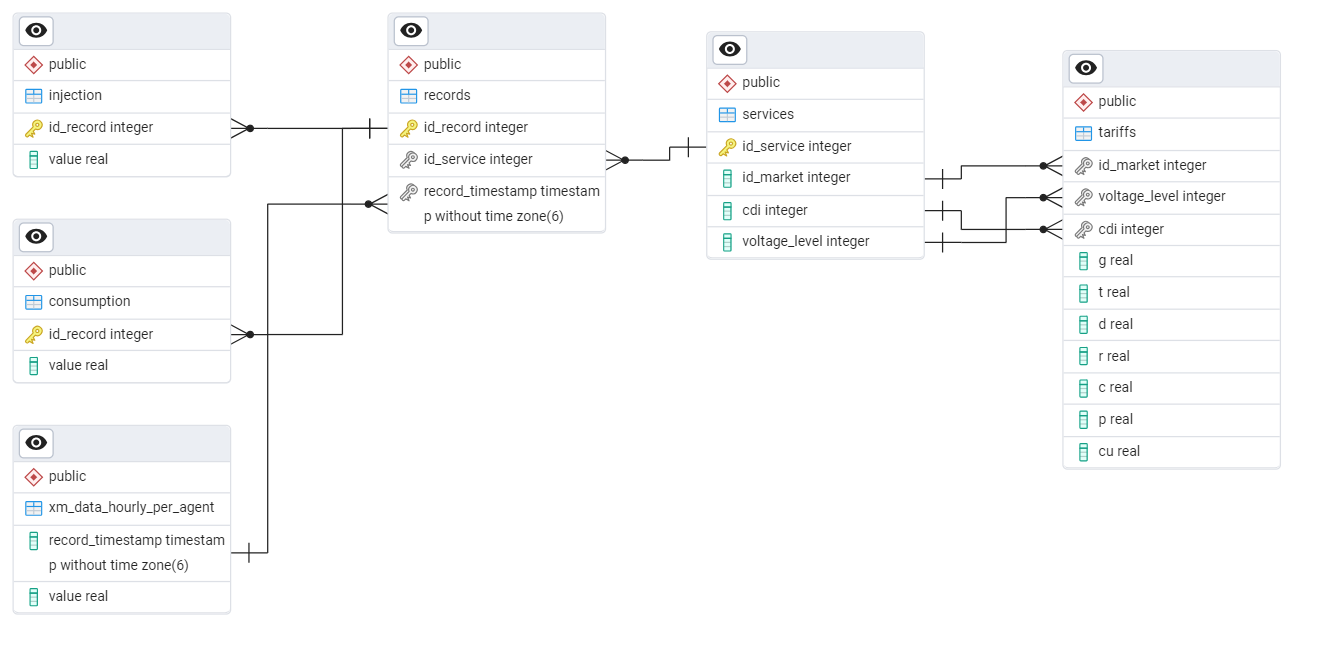 public
injection
id_record integer
value real
public
consumption
id_record integer
value real
public
xm_data_hourly_per_agent
record_timestamp timestam
p without time zone(6)
value real
public
records
id_record integer
id_service integer
record_timestamp timestam
p without time zone(6)
public
services
id_service integer
id_market integer
cdi integer
voltage_level integer
public
tariffs
id_market integer
voltage_level integer
cdi integer
g real
t real
d real
r real
c real
p real
cu real